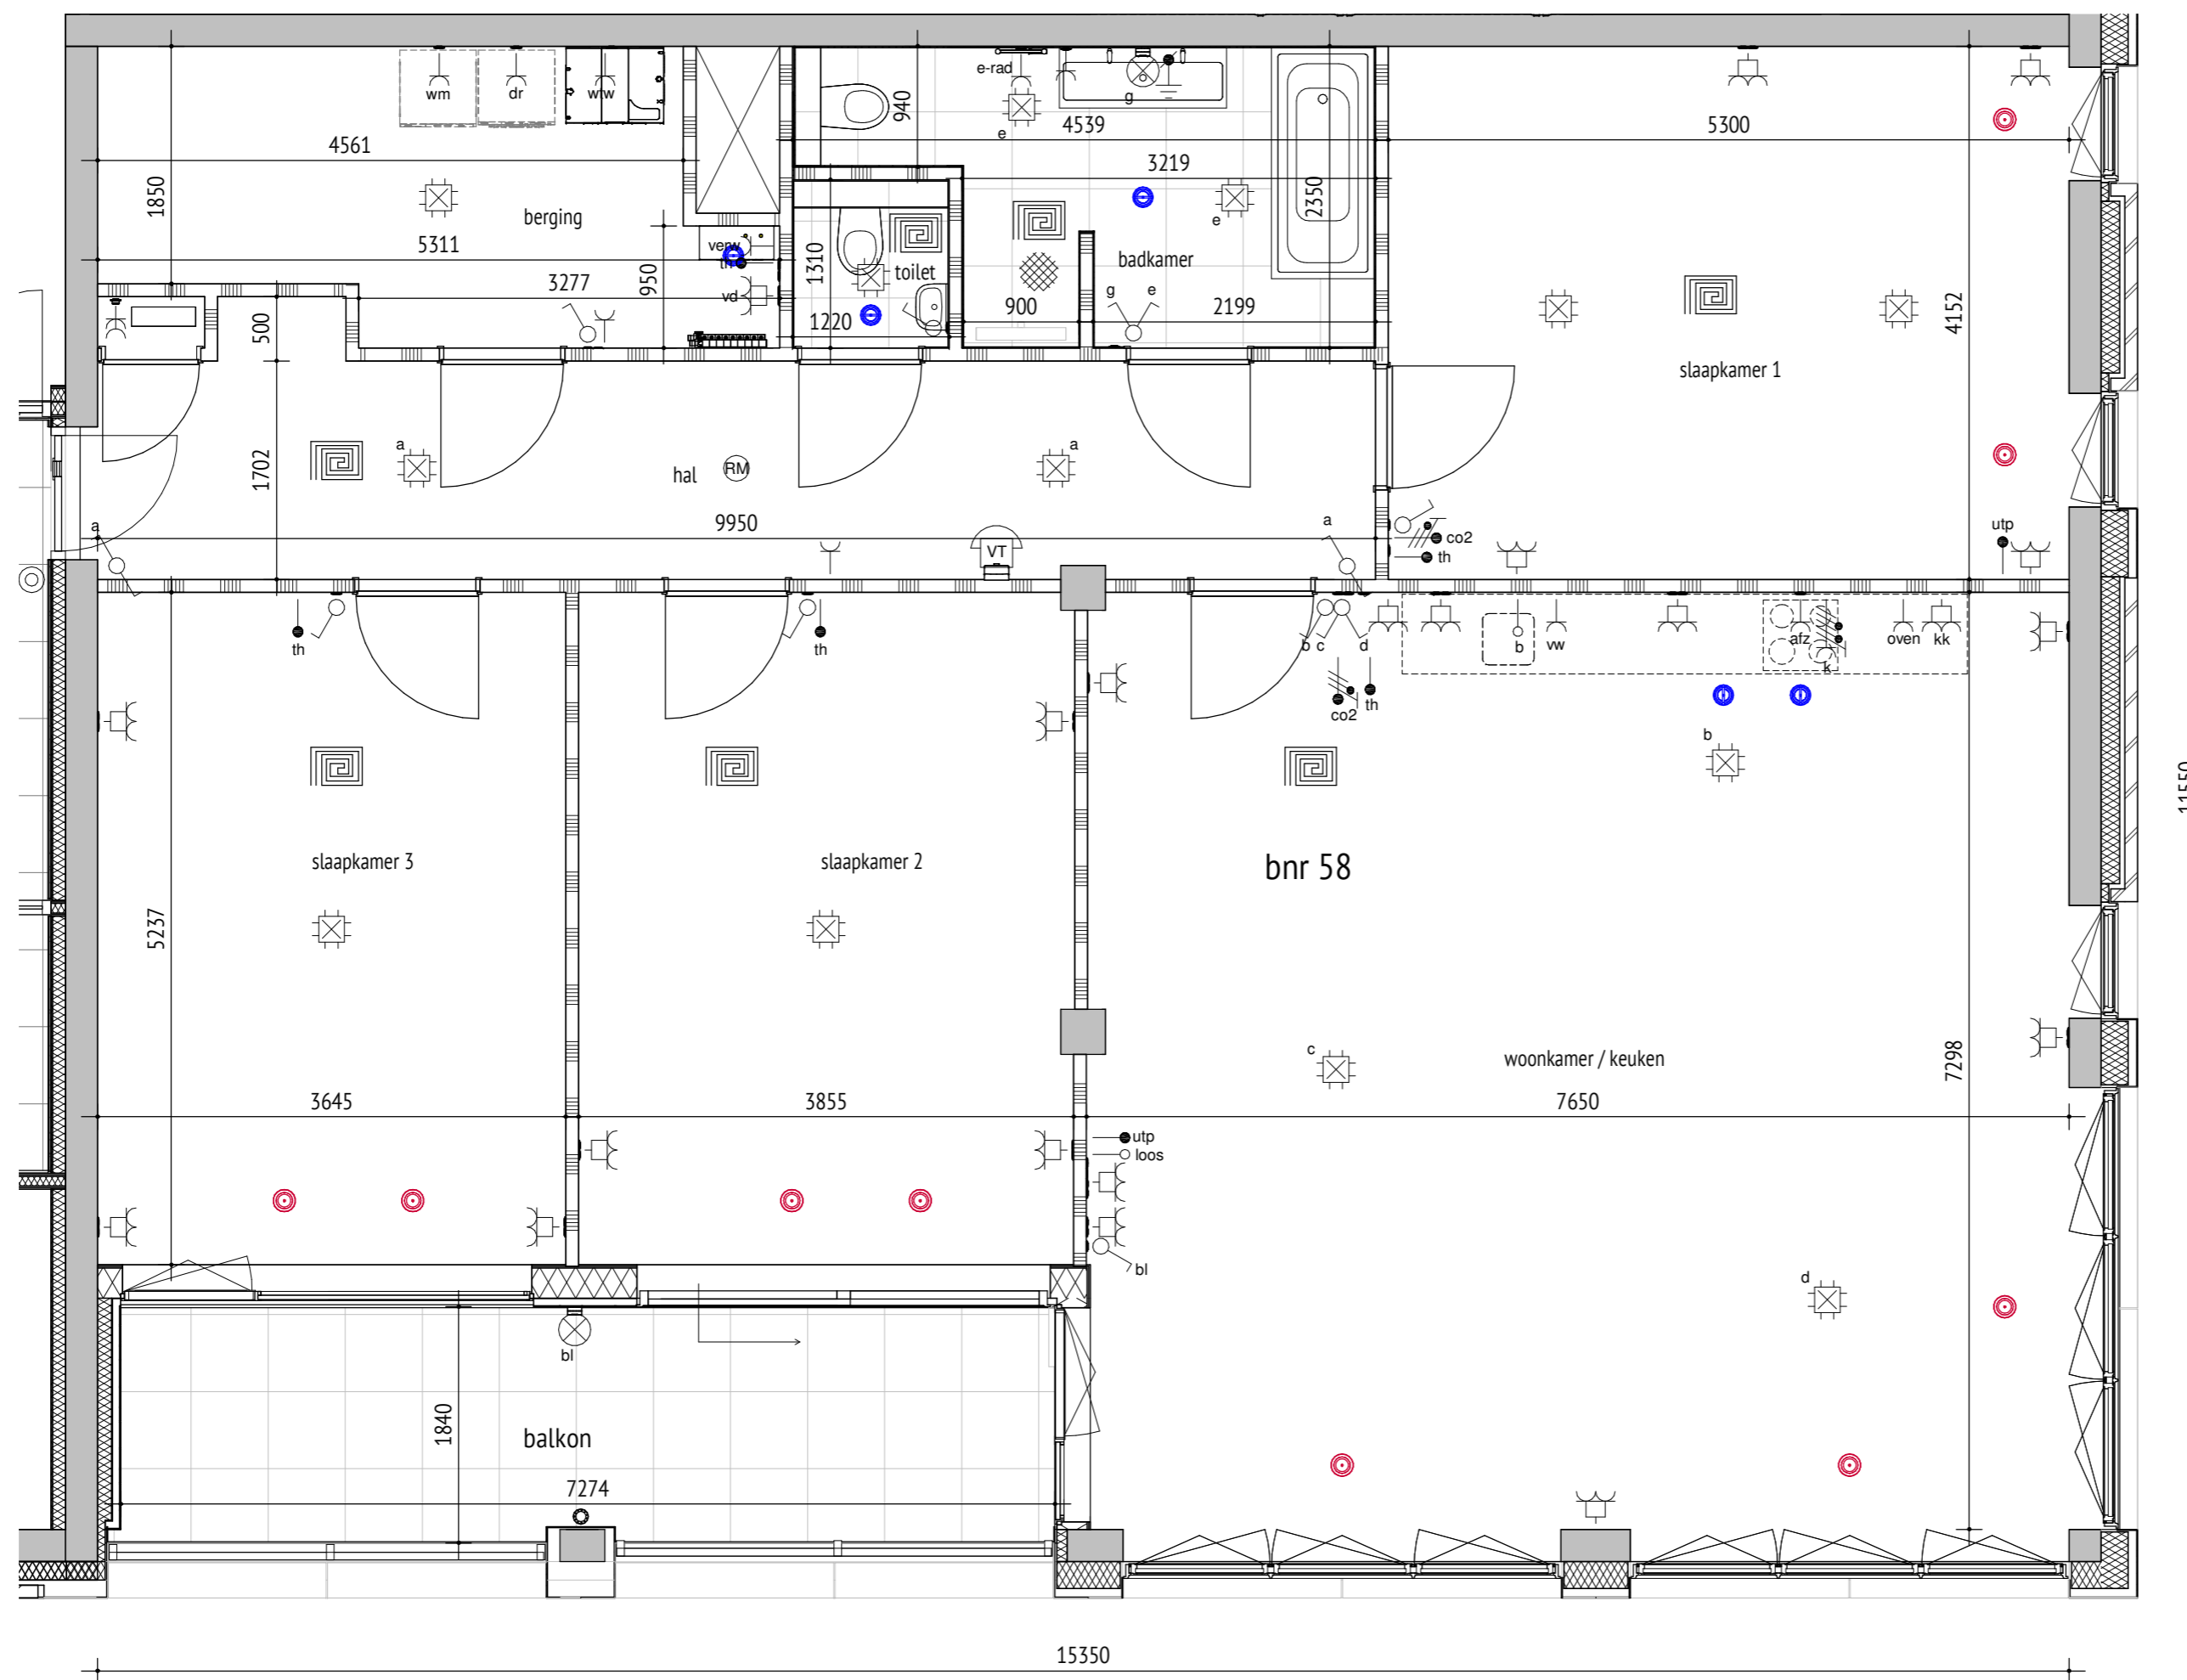 wm
dr
wtw
e-rad
g
e
940
4539
5300
4561
3219
1850
berging
2350
e
5311
verw
th
950
1310
toilet
badkamer
3277
vd
g
e
500
1220
900
2199
4152
slaapkamer 1
a
RM
a
hal
1702
9950
a
a
VT
co2
th
utp
th
th
b
c
d
b
vw
afz
k
oven
kk
co2
th
b
11550
slaapkamer 3
slaapkamer 2
bnr 58
5237
c
woonkamer / keuken
7298
3645
3855
7650
utp
loos
bl
d
bl
1840
balkon
7274
15350